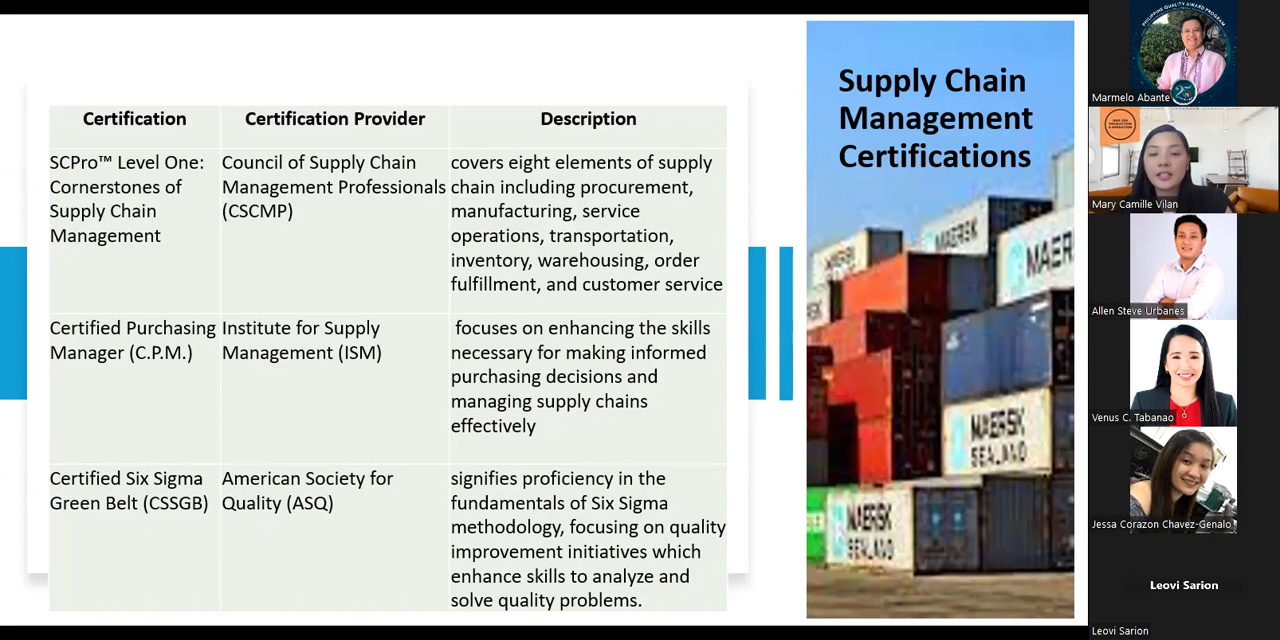 Certification
Certification Provider
Description
SCPro™ Level One:
Cornerstones of
Supply Chain
Management
Council of Supply Chain
Management Professionals
(CSCMP)
covers eight elements of supply
chain including procurement,
manufacturing, service
operations, transportation,
inventory, warehousing, order
fulfillment, and customer service
Certified Purchasing
Manager (C.P.M.)
Institute for Supply
Management (ISM)
focuses on enhancing the skills
necessary for making informed
purchasing decisions and
managing supply chains
effectively
Certified Six Sigma
Green Belt (CSSGB)
American Society for
Quality (ASQ)
signifies proficiency in the
fundamentals of Six Sigma
methodology, focusing on quality
improvement initiatives which
enhance skills to analyze and
solve quality problems.
Supply Chain
Management
Certifications
MAERSK
MAERSK
MAERSK
MAERSK
SEALAND
MAERSK
SEALAND
PHILIPPINE QUALITY AWARD PROGRAM
Marmelo Abante
Mary Camille Vilan
Allen Steve Urbanes
Venus C. Tabanao
Jessa Corazon Chavez-Genalo
Leovi Sarion
Leovi Sarion